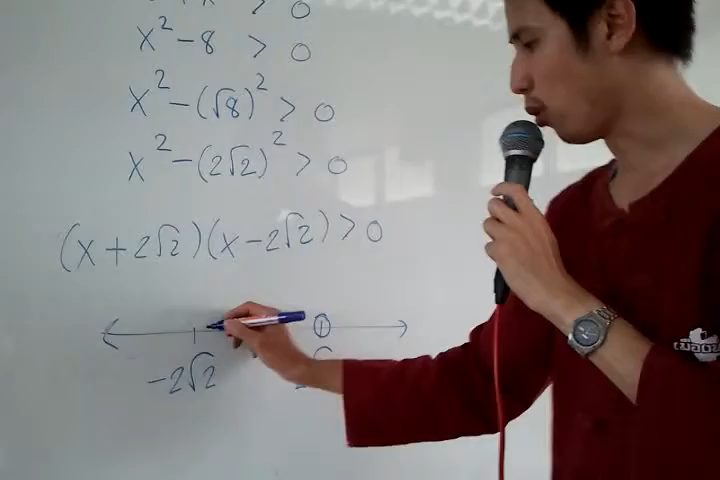 > 0
x² - 8 > 0
x² - (√8)² > 0
x² - (2√2)² > 0
(x + 2√2)(x - 2√2) > 0
-2√2